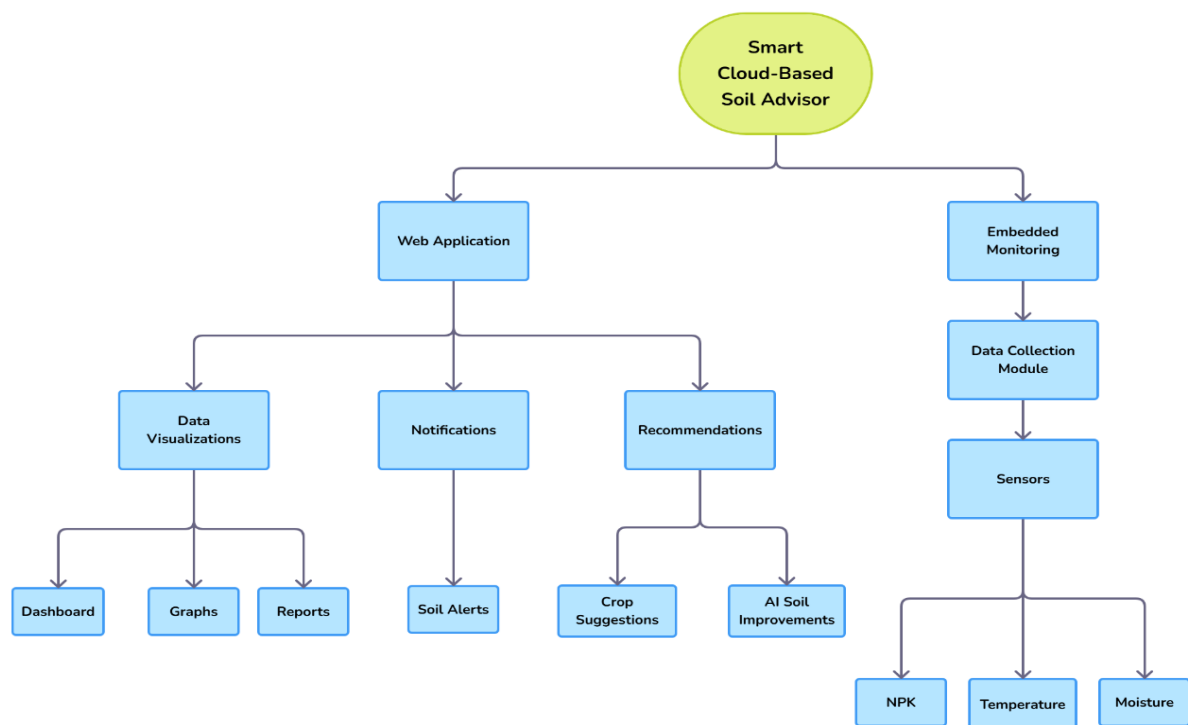 Smart
Cloud-Based
Soil Advisor
Web Application
Embedded
Monitoring
Data Collection
Module
Data
Visualizations
Notifications
Recommendations
Sensors
Dashboard
Graphs
Reports
Soil Alerts
Crop
Suggestions
AI Soil
Improvements
NPK
Temperature
Moisture